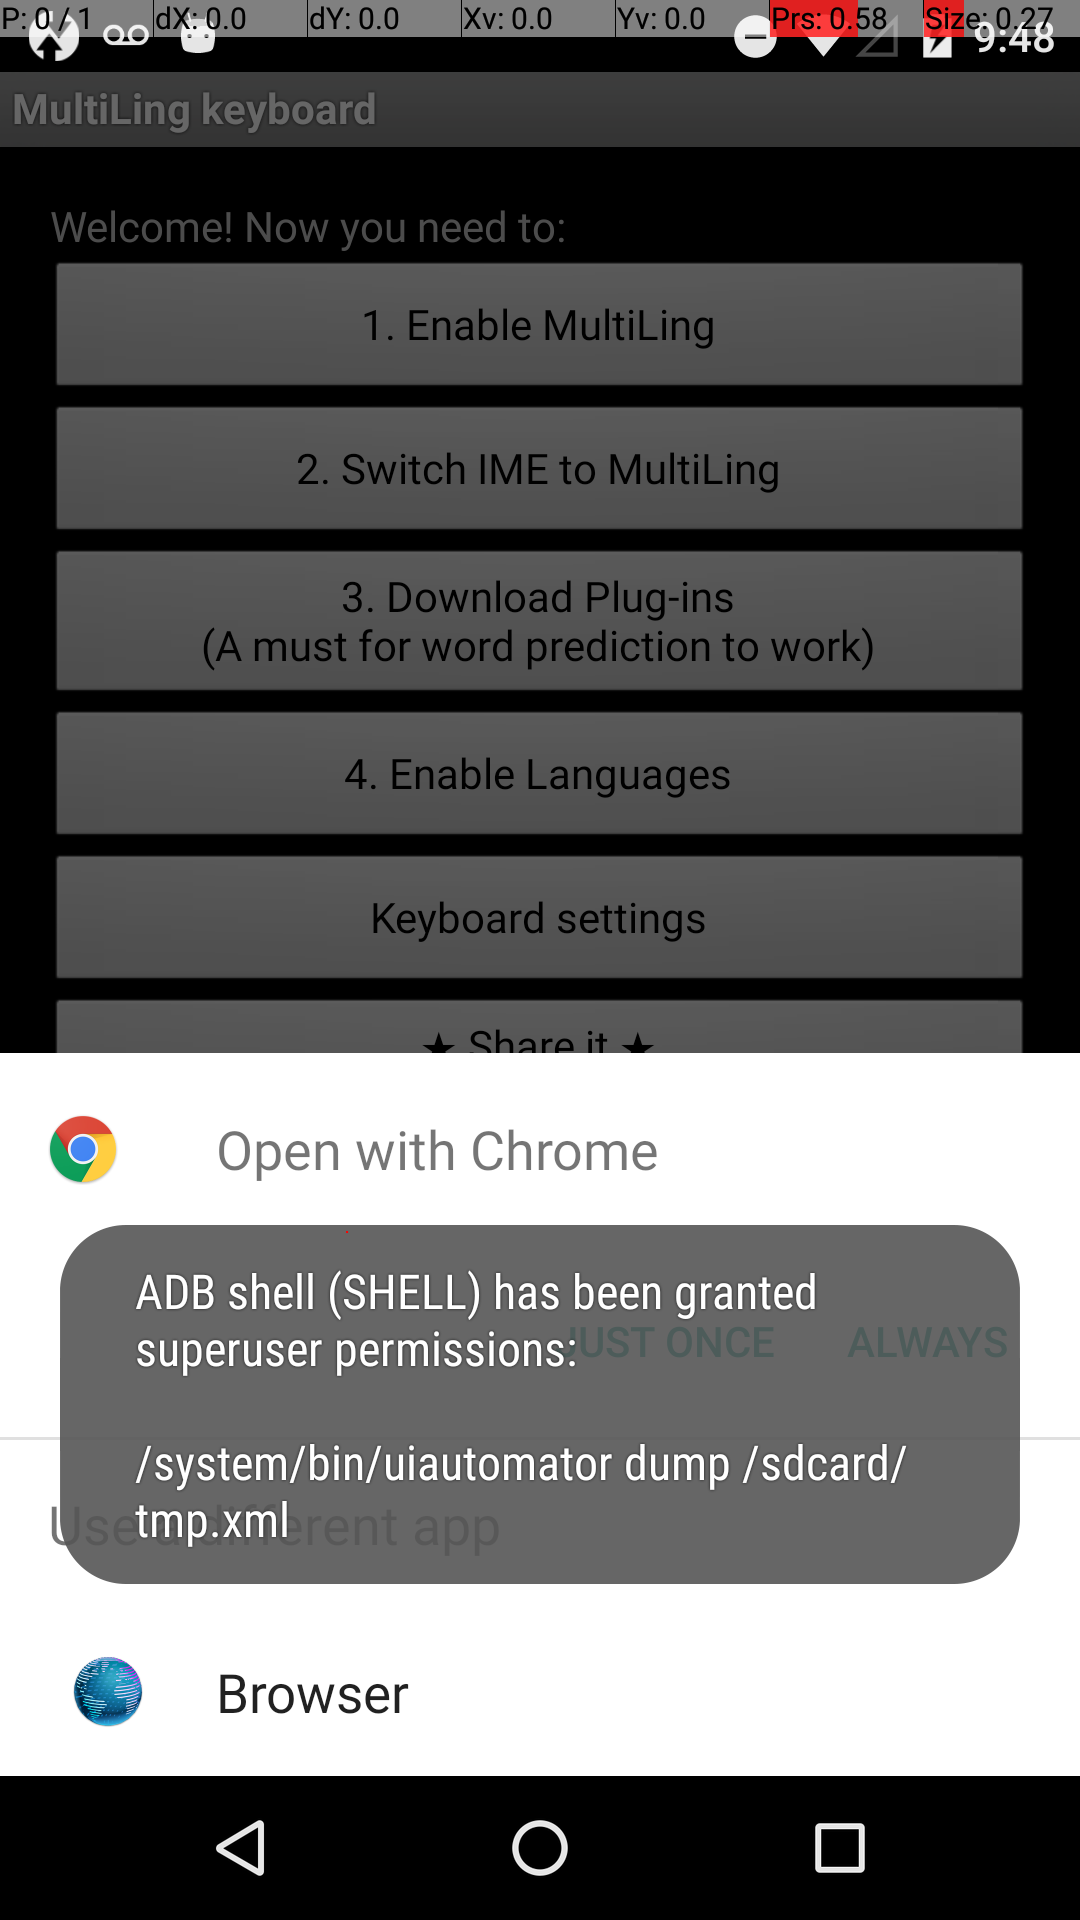 P: 0 / 1 dX: 0.0 dY: 0.0 Xv: 0.0 Yv: 0.0 Prs: 0.58 Size: 0.27
9:48
MultiLing keyboard
Welcome! Now you need to:
1. Enable MultiLing
2. Switch IME to MultiLing
3. Download Plug-ins
(A must for word prediction to work)
4. Enable Languages
Keyboard settings
★ Share it ★
Open with Chrome
ADB shell (SHELL) has been granted
superuser permissions:
JUST ONCE ALWAYS
/system/bin/uiautomator dump /sdcard/
tmp.xml
Use a different app
Browser